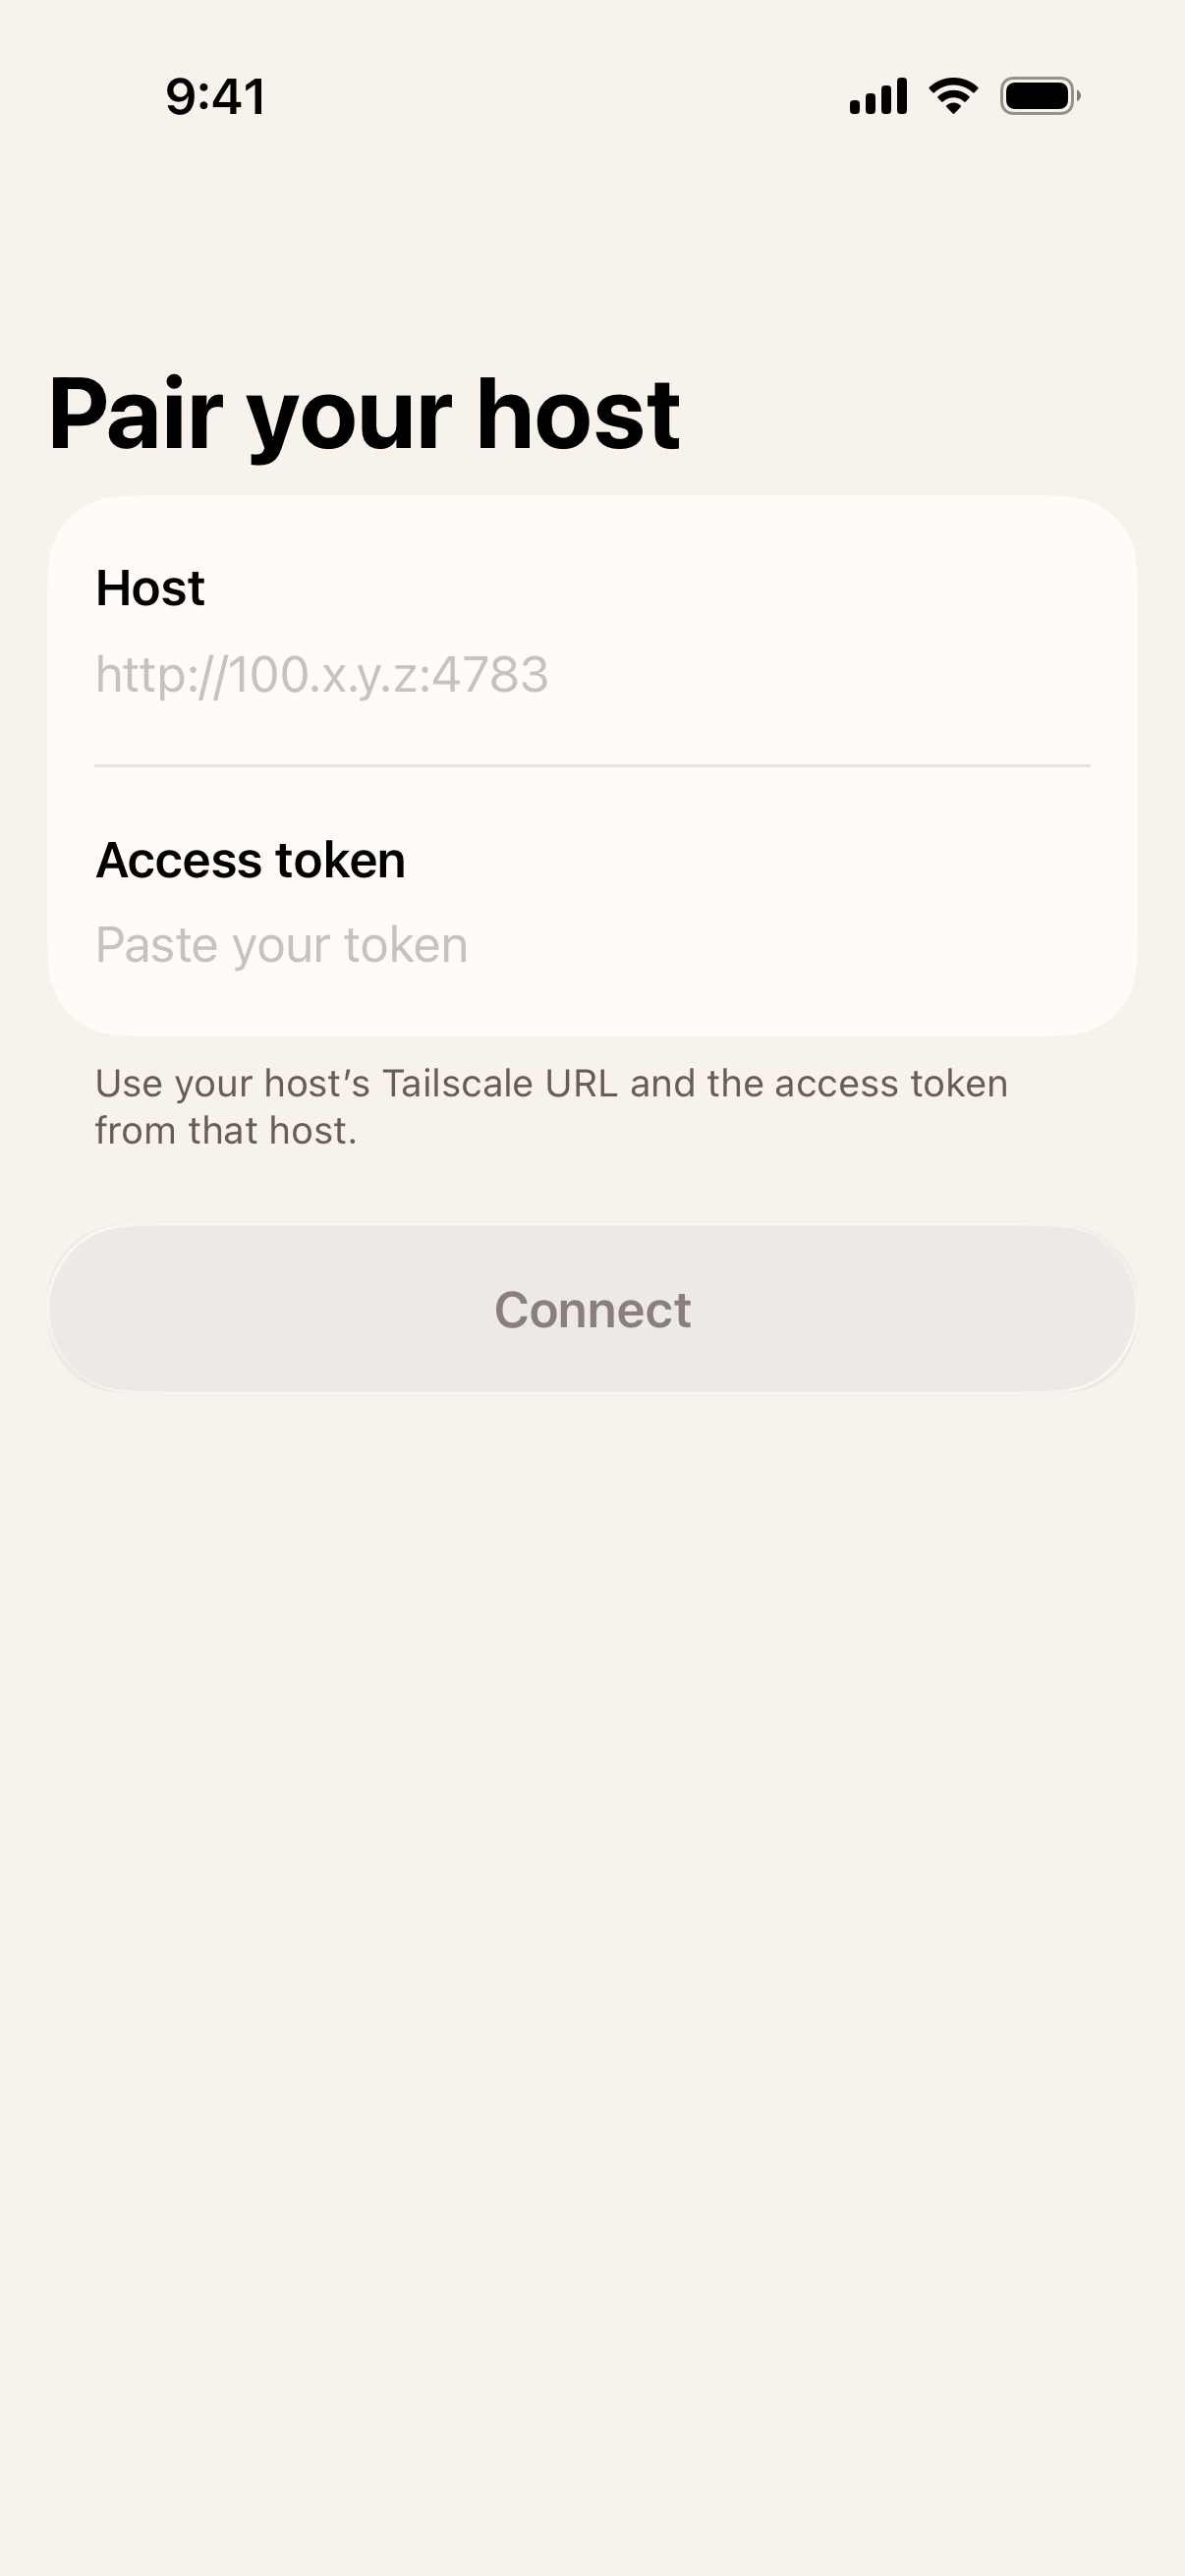 9:41
Pair your host
Host
http://100.x.y.z:4783
Access token
Paste your token
Use your host’s Tailscale URL and the access token
from that host.
Connect